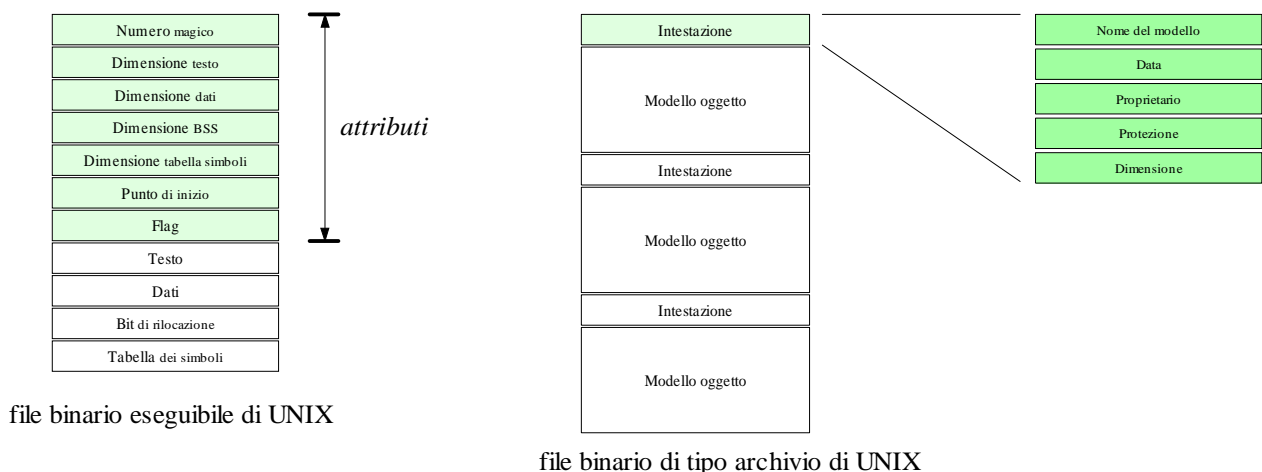 Numero magico
Dimensione testo
Dimensione dati
Dimensione BSS
Dimensione tabella simboli
Punto di inizio
Flag
Testo
Dati
Bit di rilocazione
Tabella dei simboli
attributi
file binario eseguibile di UNIX
Intestazione
Modello oggetto
Intestazione
Modello oggetto
Intestazione
Modello oggetto
file binario di tipo archivio di UNIX
Nome del modello
Data
Proprietario
Protezione
Dimensione